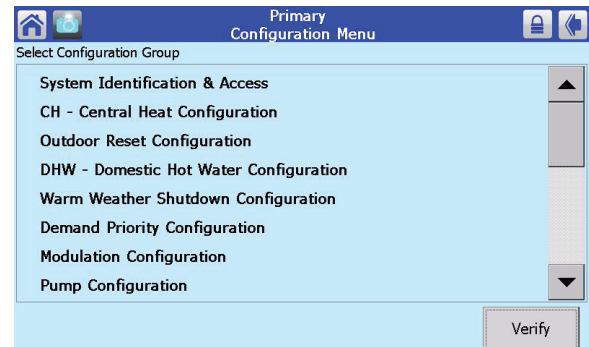 Primary
Configuration Menu
Select Configuration Group
System Identification & Access
CH - Central Heat Configuration
Outdoor Reset Configuration
DHW - Domestic Hot Water Configuration
Warm Weather Shutdown Configuration
Demand Priority Configuration
Modulation Configuration
Pump Configuration
Verify